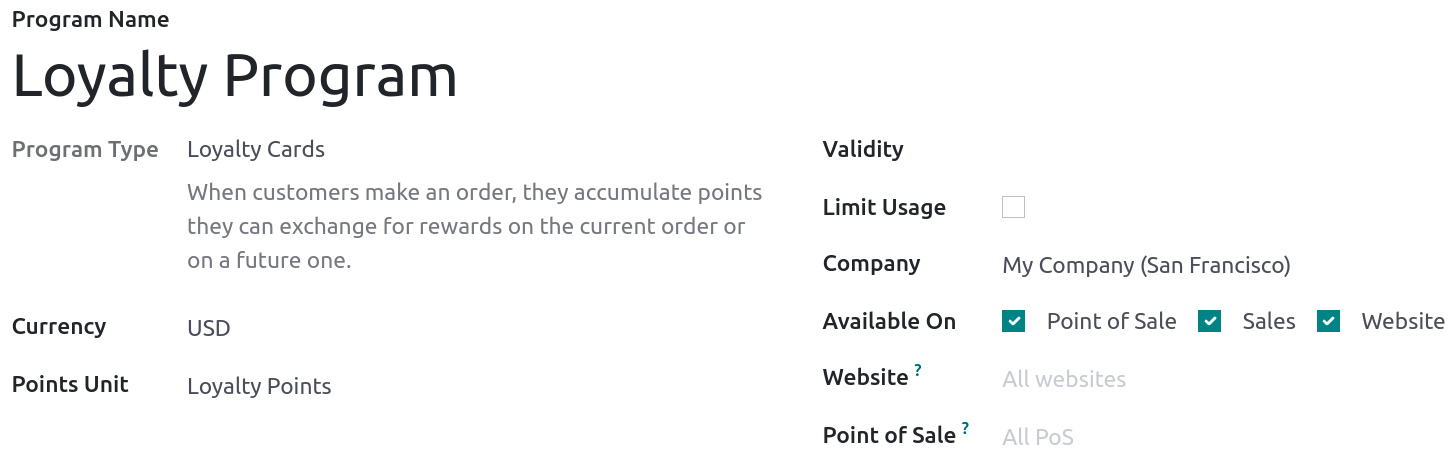 Program Name
Loyalty Program
Program Type Loyalty Cards
When customers make an order, they accumulate points
they can exchange for rewards on the current order or
on a future one.
Currency USD
Points Unit Loyalty Points
Validity
Limit Usage
Company My Company (San Francisco)
Available On Point of Sale Sales Website
Website ? All websites
Point of Sale ? All PoS